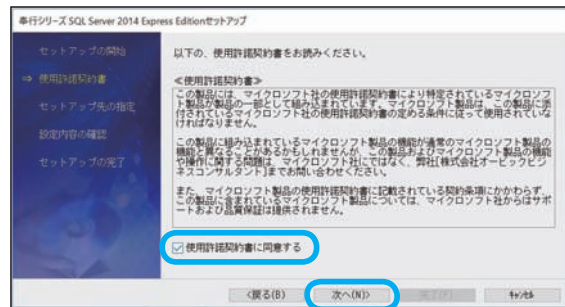 奉行シリーズ SQL Server 2014 Express Editionセットアップ
セットアップの開始
⇒ 使用許諾契約書
セットアップ先の指定
設定内容の確認
セットアップの完了
以下の、使用許諾契約書をお読みください。
≪使用許諾契約書≫
この製品には、マイクロソフト社の使用許諾契約書により特定されているマイクロソフ
ト製品が製品の一部として組み込まれています。マイクロソフト製品は、この製品に添
付されているマイクロソフト社の使用許諾契約書の定める条件に従って使用されていな
ければなりません。
この製品に組み込まれているマイクロソフト製品の機能が通常のマイクロソフト製品の
機能と異なることがあるかもしれませんが、この製品およびマイクロソフト製品の機能
や操作に関する問題は、マイクロソフト社にではなく、弊社[株式会社オービックビジ
ネスコンサルタント]までお問い合わせください。
また、マイクロソフト製品の使用許諾契約書に記載されている契約条項にかかわらず、
この製品に含まれているマイクロソフト製品については、マイクロソフト社からはサポ
ートおよび品質保証は提供されません。
使用許諾契約書に同意する
<戻る(B)
次へ(N)>
完了(F)
キャンセル